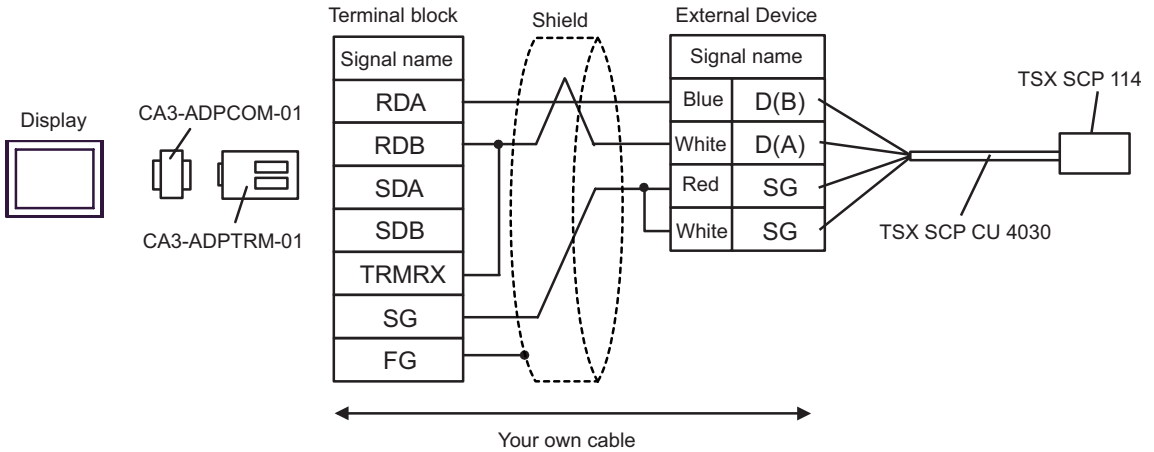 Display
CA3-ADPCOM-01
CA3-ADPTRM-01
Terminal block
Signal name
RDA
RDB
SDA
SDB
TRMRX
SG
FG
Shield
External Device
Signal name
Blue D(B)
White D(A)
Red SG
White SG
TSX SCP 114
TSX SCP CU 4030
Your own cable